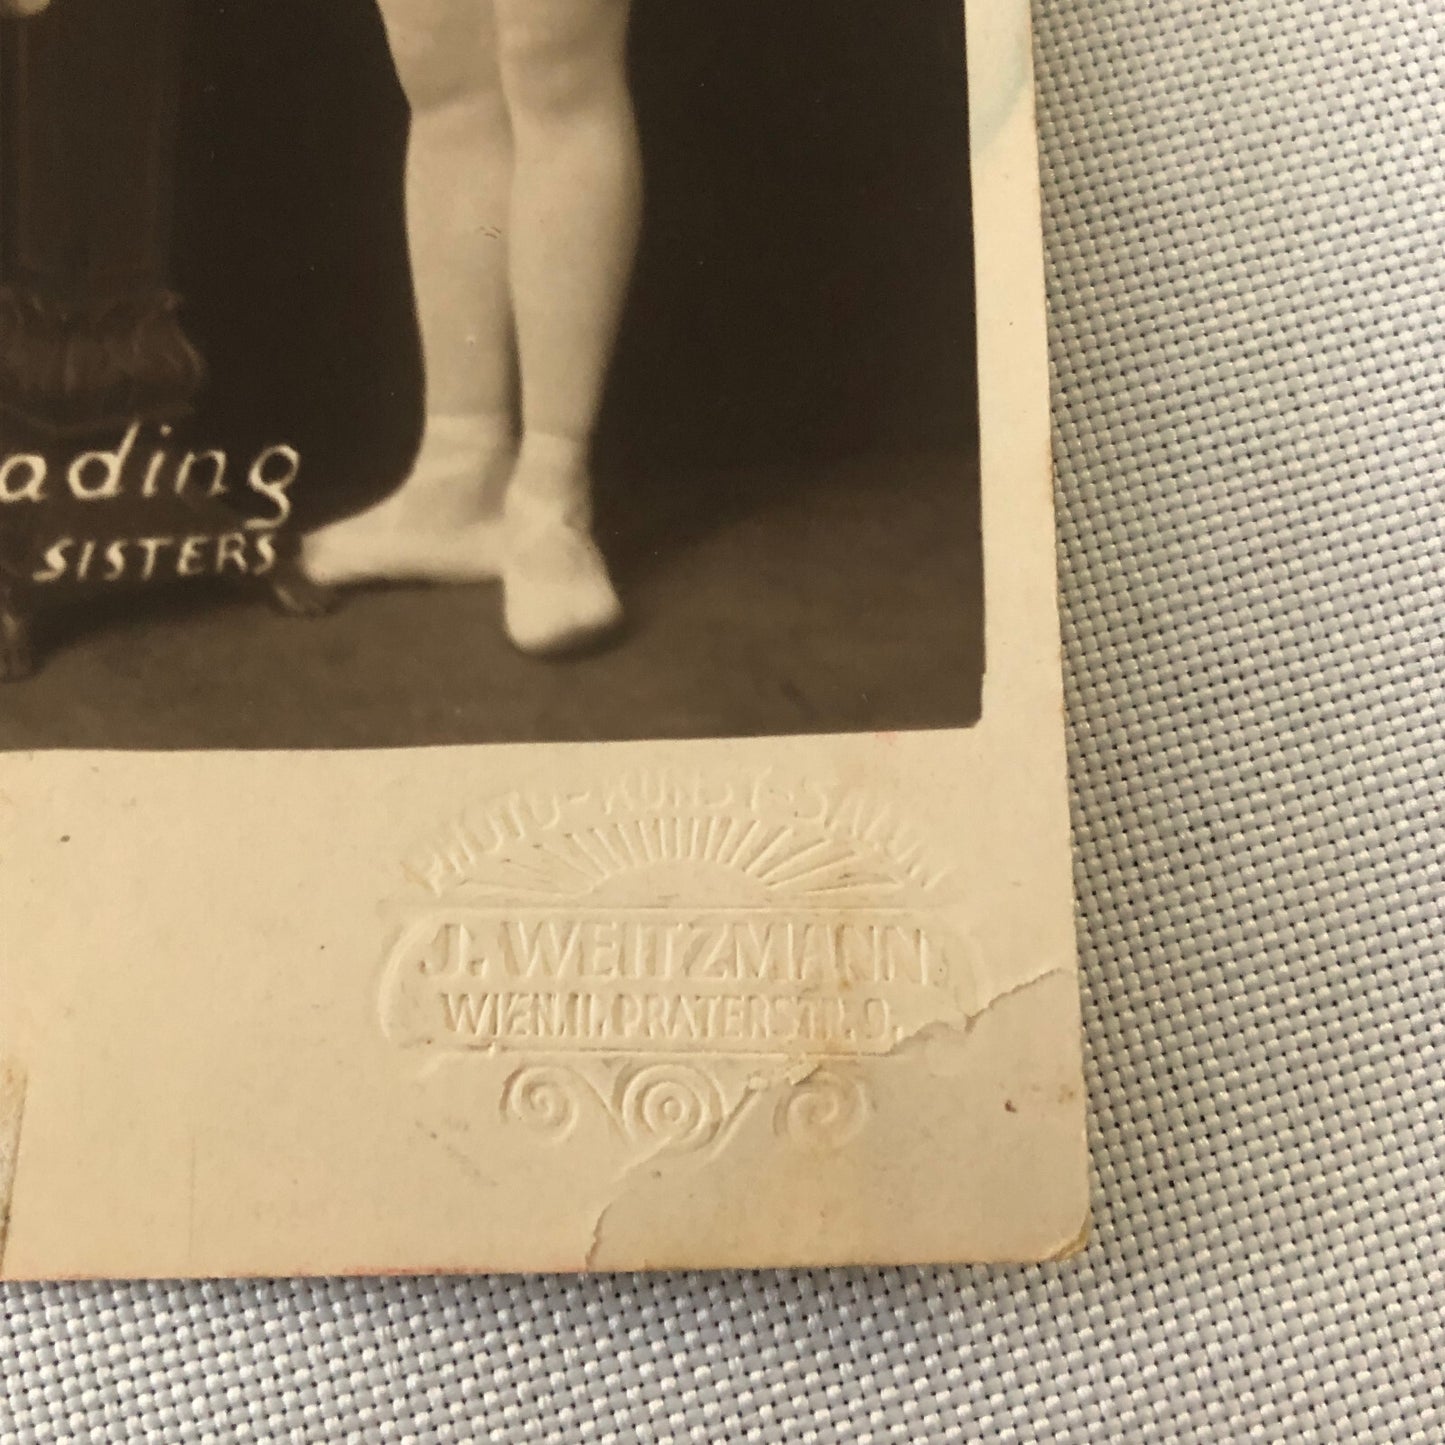 ading
SISTERS
PHOTO-KUNST-SALON
J. WEITZMANN
WIEN.II.PRATERSTR.9.